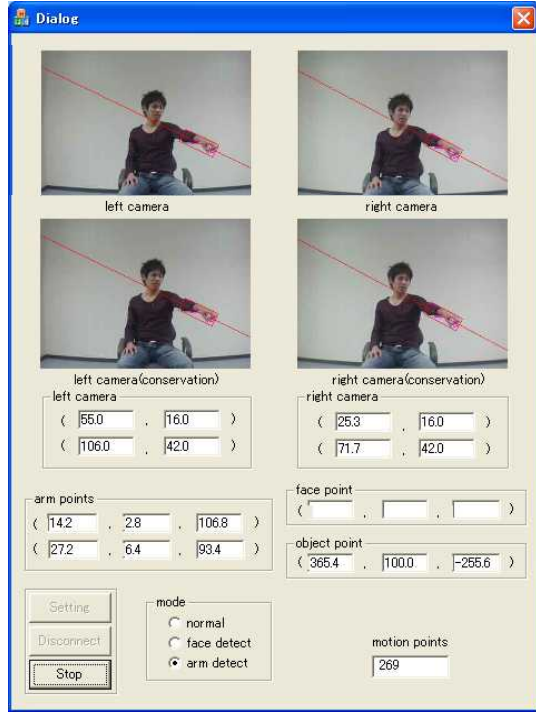 Dialog
left camera
right camera
left camera(conservation)
right camera(conservation)
left camera
( 55.0 , 16.0 )
( 106.0 , 42.0 )
right camera
( 25.3 , 16.0 )
( 71.7 , 42.0 )
arm points
( 14.2 , 2.8 , 106.8 )
( 27.2 , 6.4 , 93.4 )
face point
( , , )
object point
( 365.4 , 100.0 , -255.6 )
Setting
Disconnect
Stop
mode
normal
face detect
arm detect
motion points
269